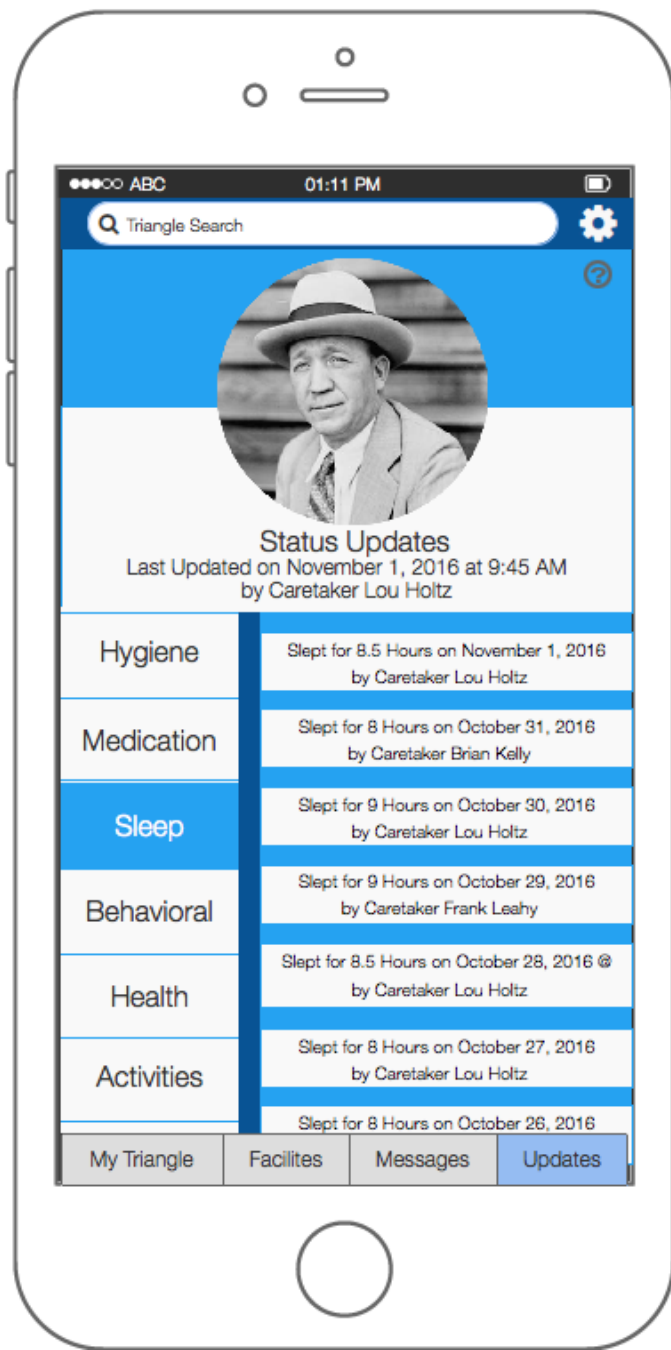 ABC 01:11 PM
Triangle Search
?
Status Updates
Last Updated on November 1, 2016 at 9:45 AM
by Caretaker Lou Holtz
Hygiene
Medication
Sleep
Behavioral
Health
Activities
Slept for 8.5 Hours on November 1, 2016
by Caretaker Lou Holtz
Slept for 8 Hours on October 31, 2016
by Caretaker Brian Kelly
Slept for 9 Hours on October 30, 2016
by Caretaker Lou Holtz
Slept for 9 Hours on October 29, 2016
by Caretaker Frank Leahy
Slept for 8.5 Hours on October 28, 2016 @
by Caretaker Lou Holtz
Slept for 8 Hours on October 27, 2016
by Caretaker Lou Holtz
Slept for 8 Hours on October 26, 2016
My Triangle Facilites Messages Updates